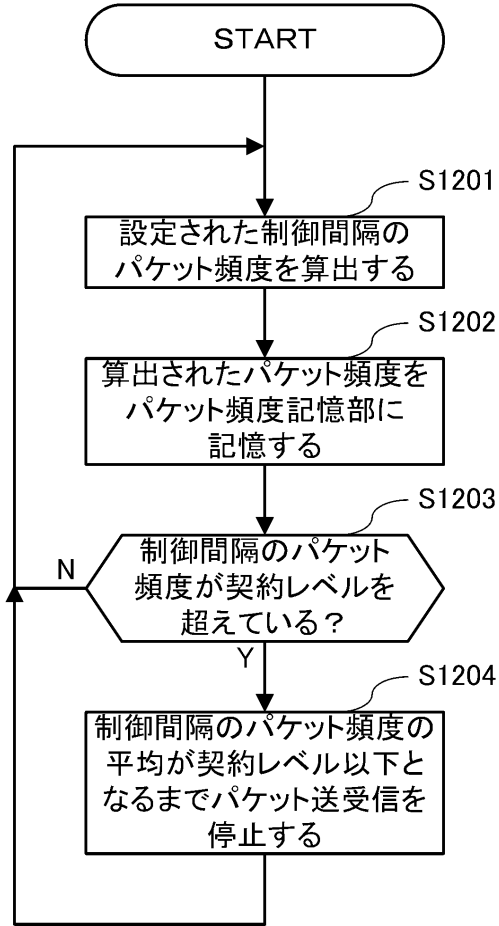 START
S1201
設定された制御間隔の
パケット頻度を算出する
S1202
算出されたパケット頻度を
パケット頻度記憶部に
記憶する
S1203
制御間隔のパケット
頻度が契約レベルを
超えている？
N
Y
S1204
制御間隔のパケット頻度の
平均が契約レベル以下と
なるまでパケット送受信を
停止する